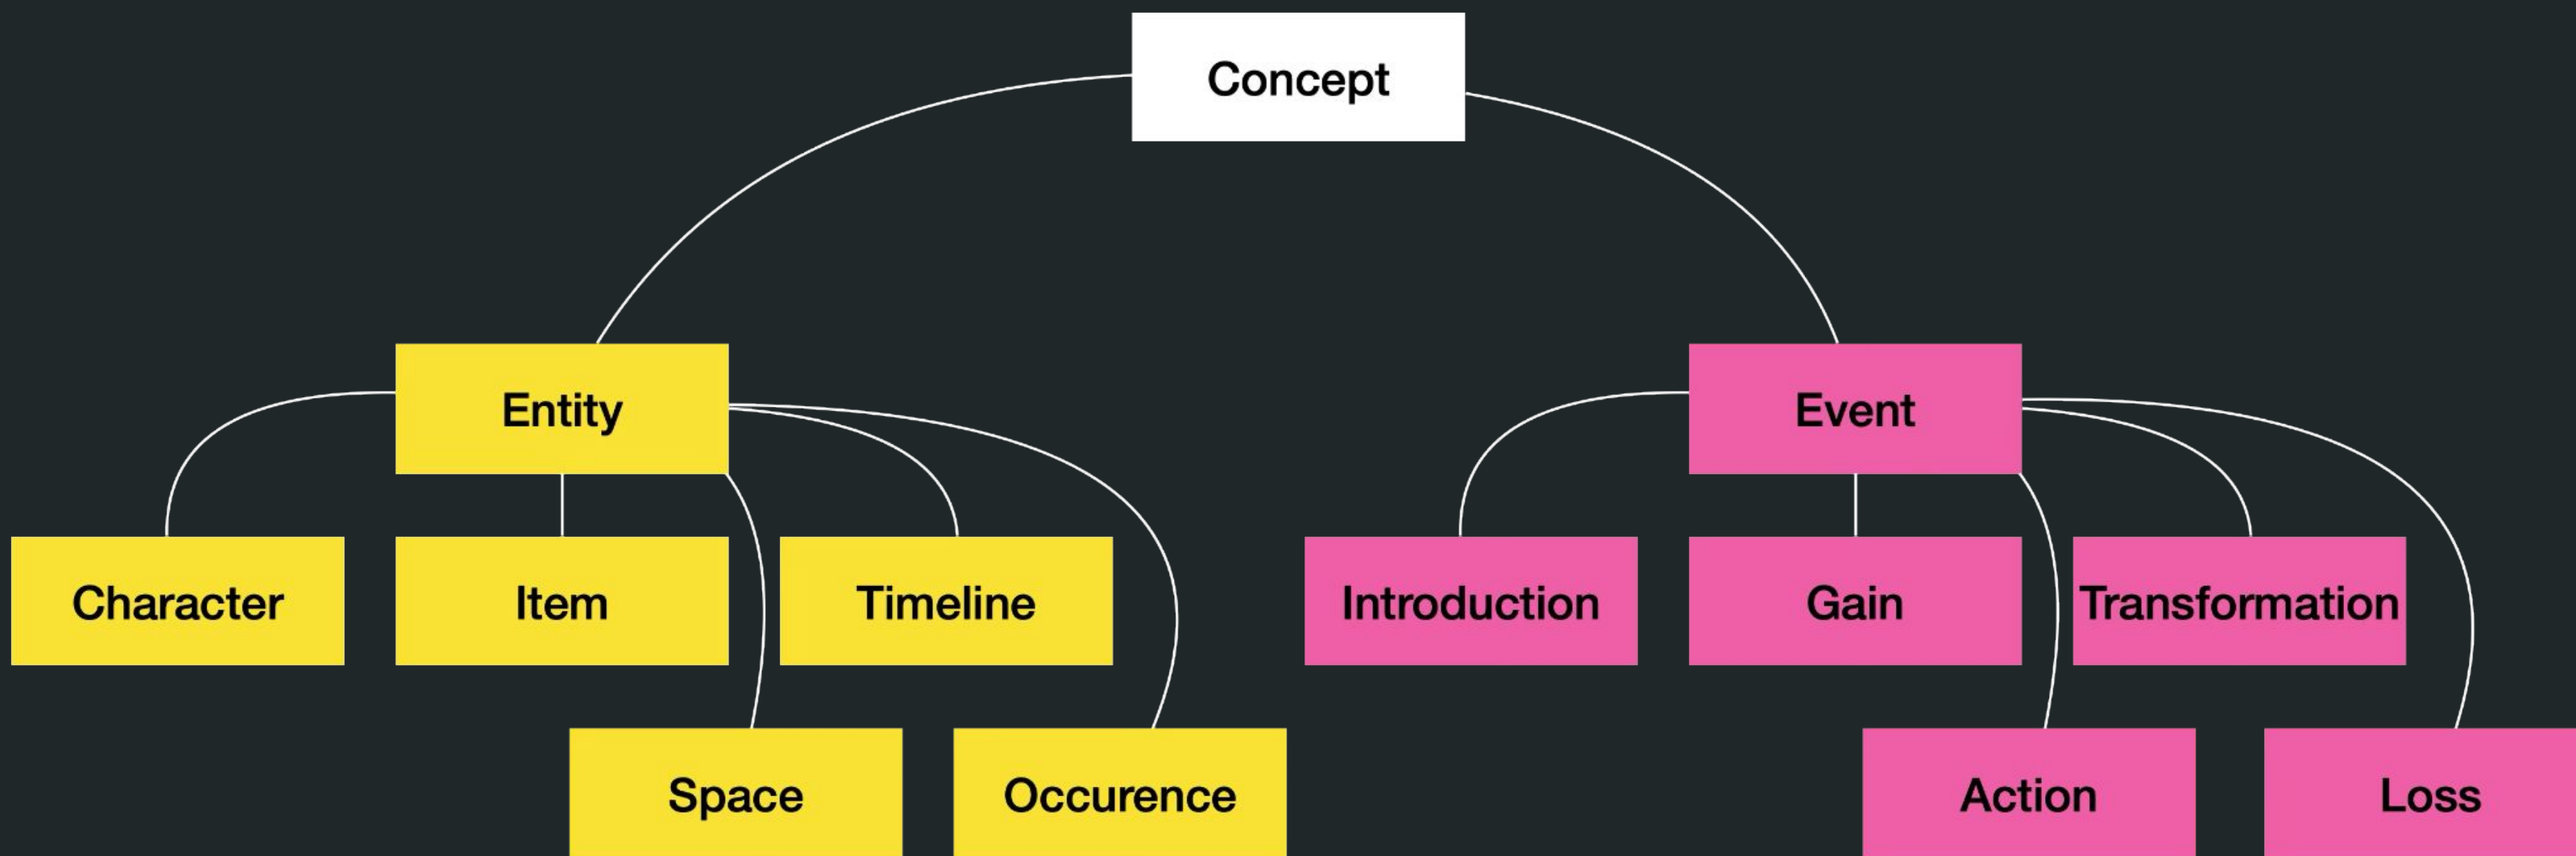 Concept
Entity
Event
Character
Item
Timeline
Introduction
Gain
Transformation
Space
Occurence
Action
Loss